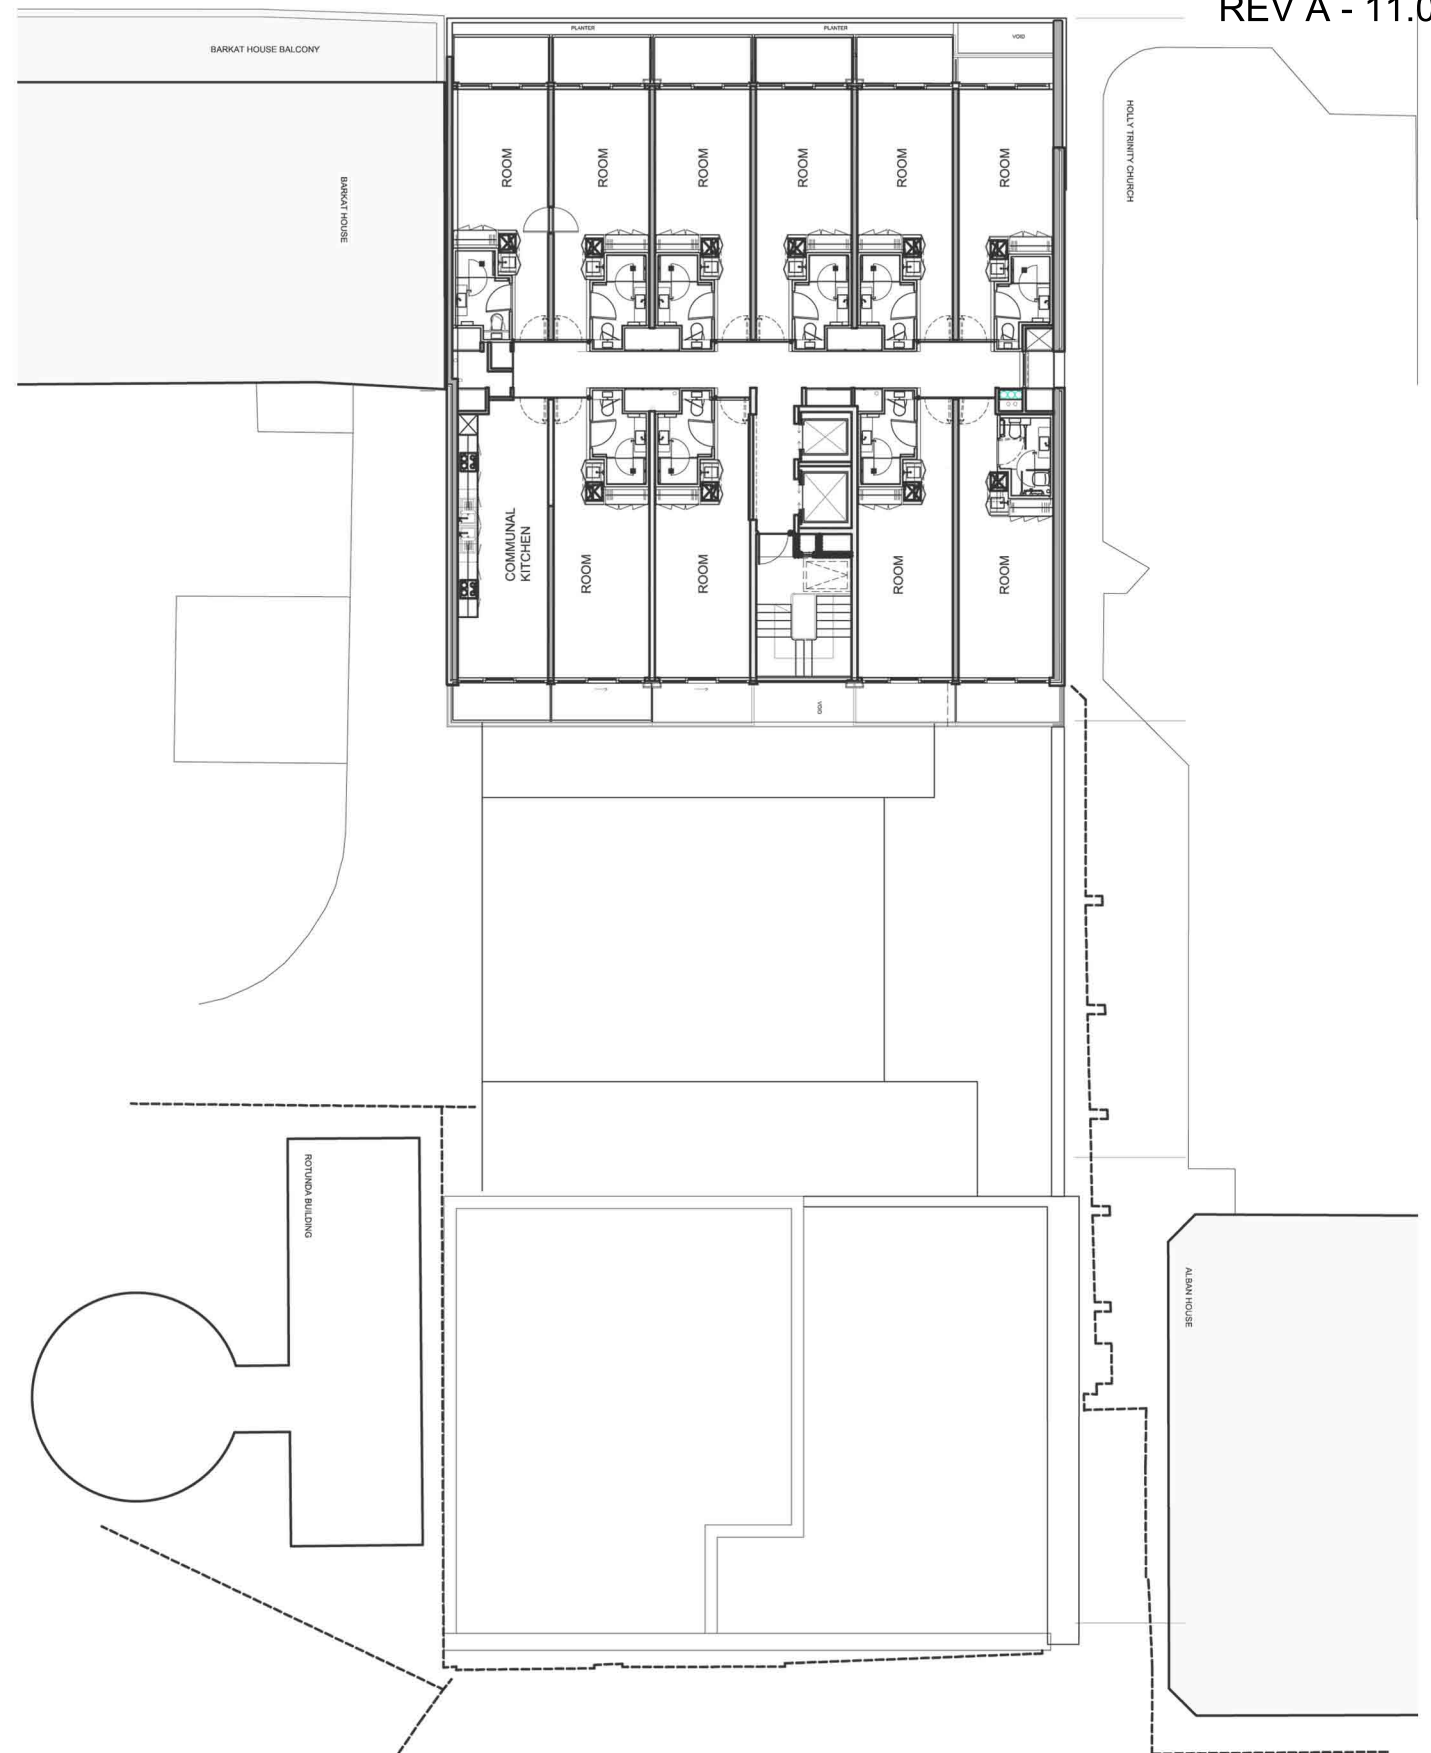 REV A - 11.0
PLANTER
PLANTER
VOID
BARKAT HOUSE BALCONY
HOLLY TRINITY CHURCH
BARKAT HOUSE
ROOM
ROOM
ROOM
ROOM
ROOM
ROOM
COMMUNAL
KITCHEN
ROOM
ROOM
ROOM
ROOM
VOID
ROTUNDA BUILDING
ALBAN HOUSE